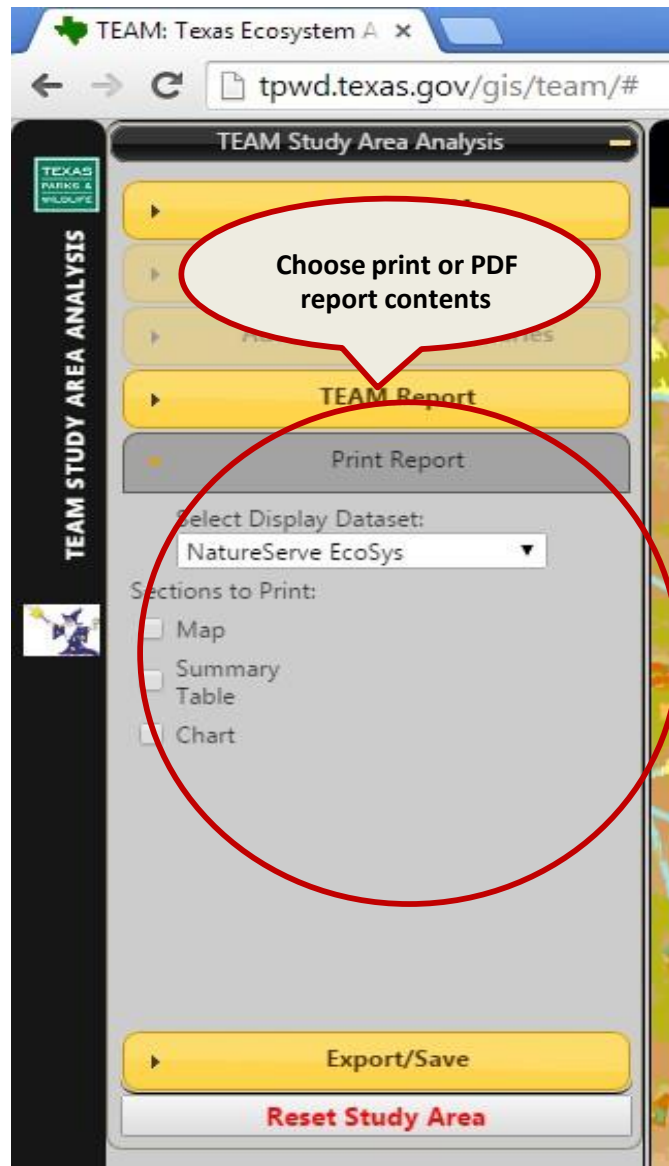 TEAM: Texas Ecosystem A
tpwd.texas.gov/gis/team/#
TEXAS
PARKS &
WILDLIFE
TEAM STUDY AREA ANALYSIS
TEAM Study Area Analysis
Choose print or PDF
report contents
TEAM Report
Print Report
Select Display Dataset:
NatureServe EcoSys
Sections to Print:
Map
Summary
Table
Chart
Export/Save
Reset Study Area